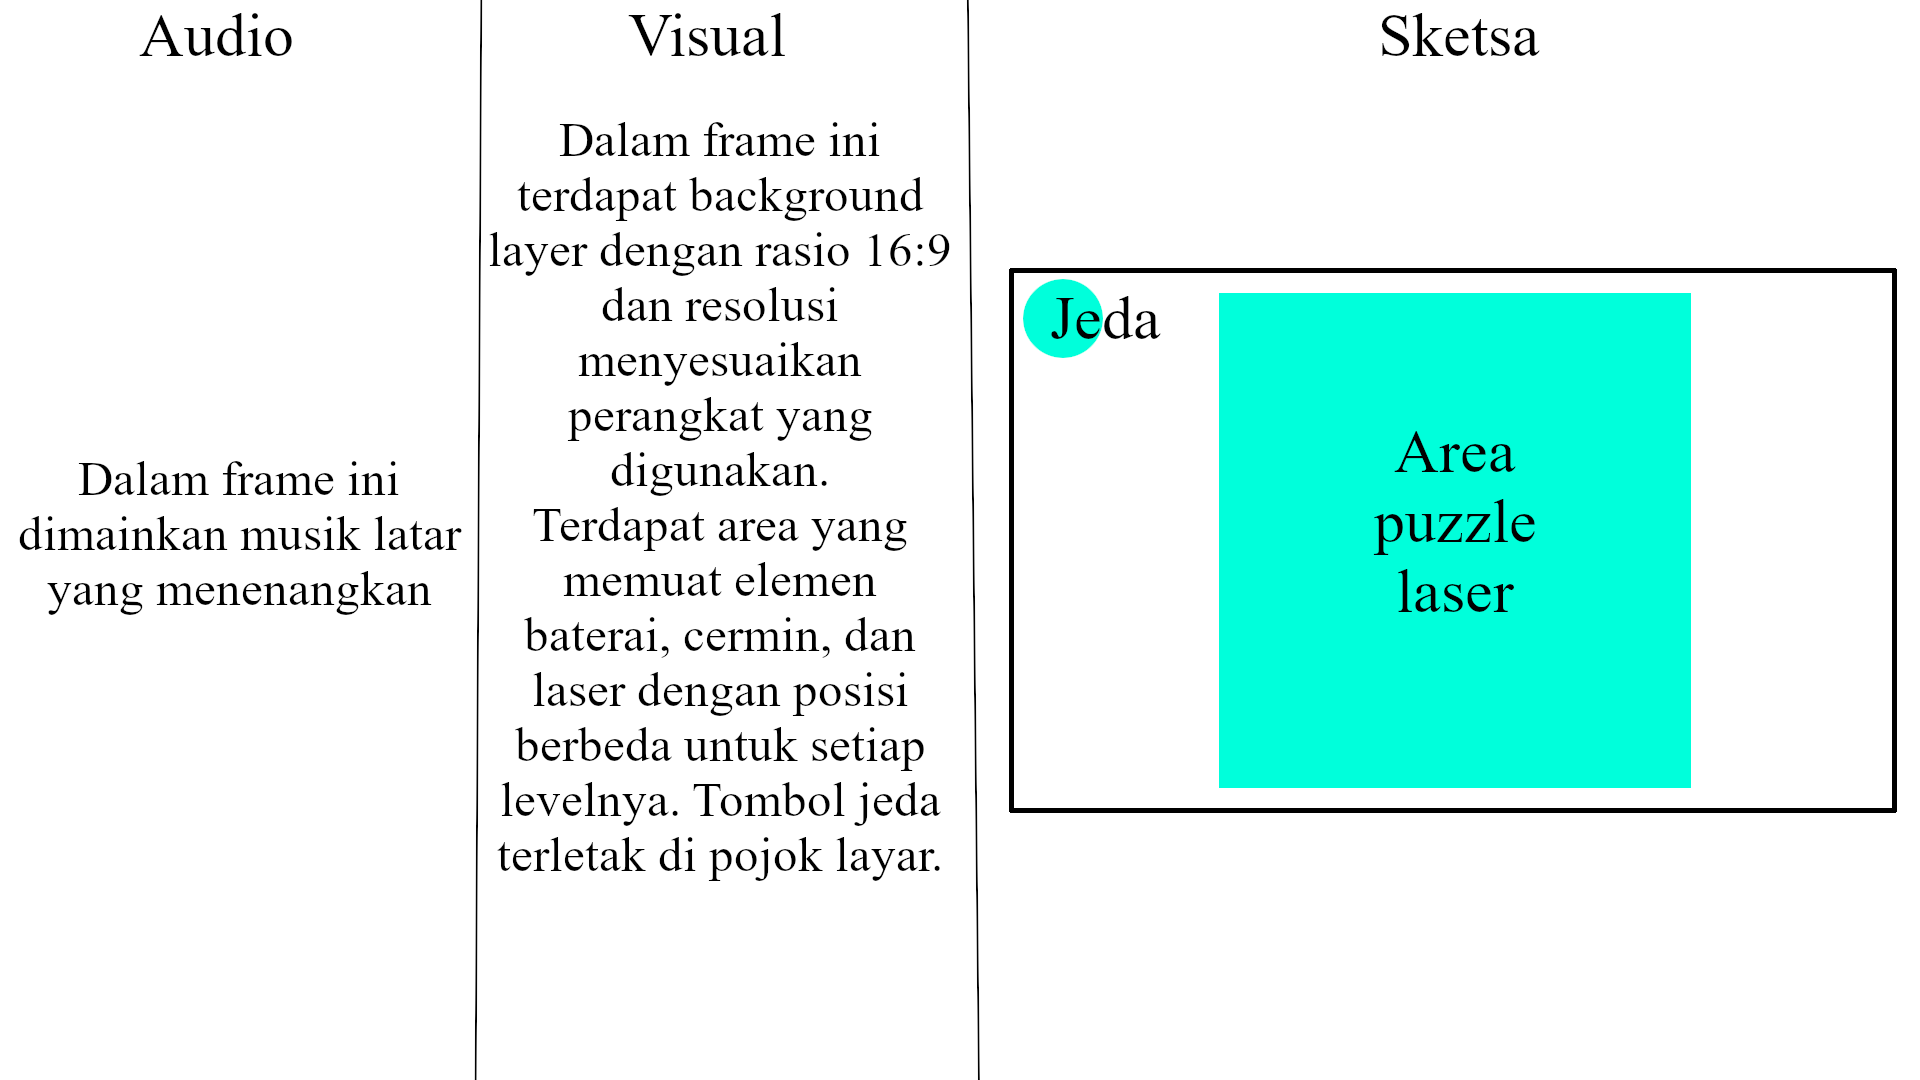 Audio
Dalam frame ini
dimainkan musik latar
yang menenangkan
Visual
Dalam frame ini
terdapat background
layer dengan rasio 16:9
dan resolusi
menyesuaikan
perangkat yang
digunakan.
Terdapat area yang
memuat elemen
baterai, cermin, dan
laser dengan posisi
berbeda untuk setiap
levelnya. Tombol jeda
terletak di pojok layar.
Sketsa
Jeda
Area
puzzle
laser